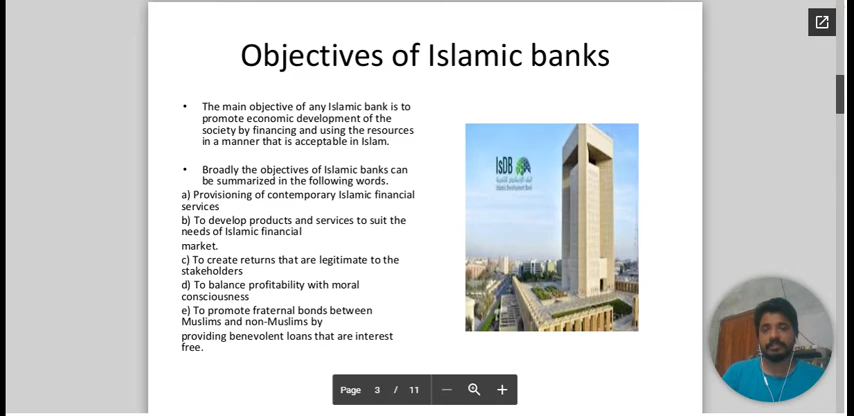 Objectives of Islamic banks
• The main objective of any Islamic bank is to
promote economic development of the
society by financing and using the resources
in a manner that is acceptable in Islam.
• Broadly the objectives of Islamic banks can
be summarized in the following words.
a) Provisioning of contemporary Islamic financial
services
b) To develop products and services to suit the
needs of Islamic financial
market.
c) To create returns that are legitimate to the
stakeholders
d) To balance profitability with moral
consciousness
e) To promote fraternal bonds between
Muslims and non-Muslims by
providing benevolent loans that are interest
free.
IsDB
Islamic Development Bank
Page 3 / 11